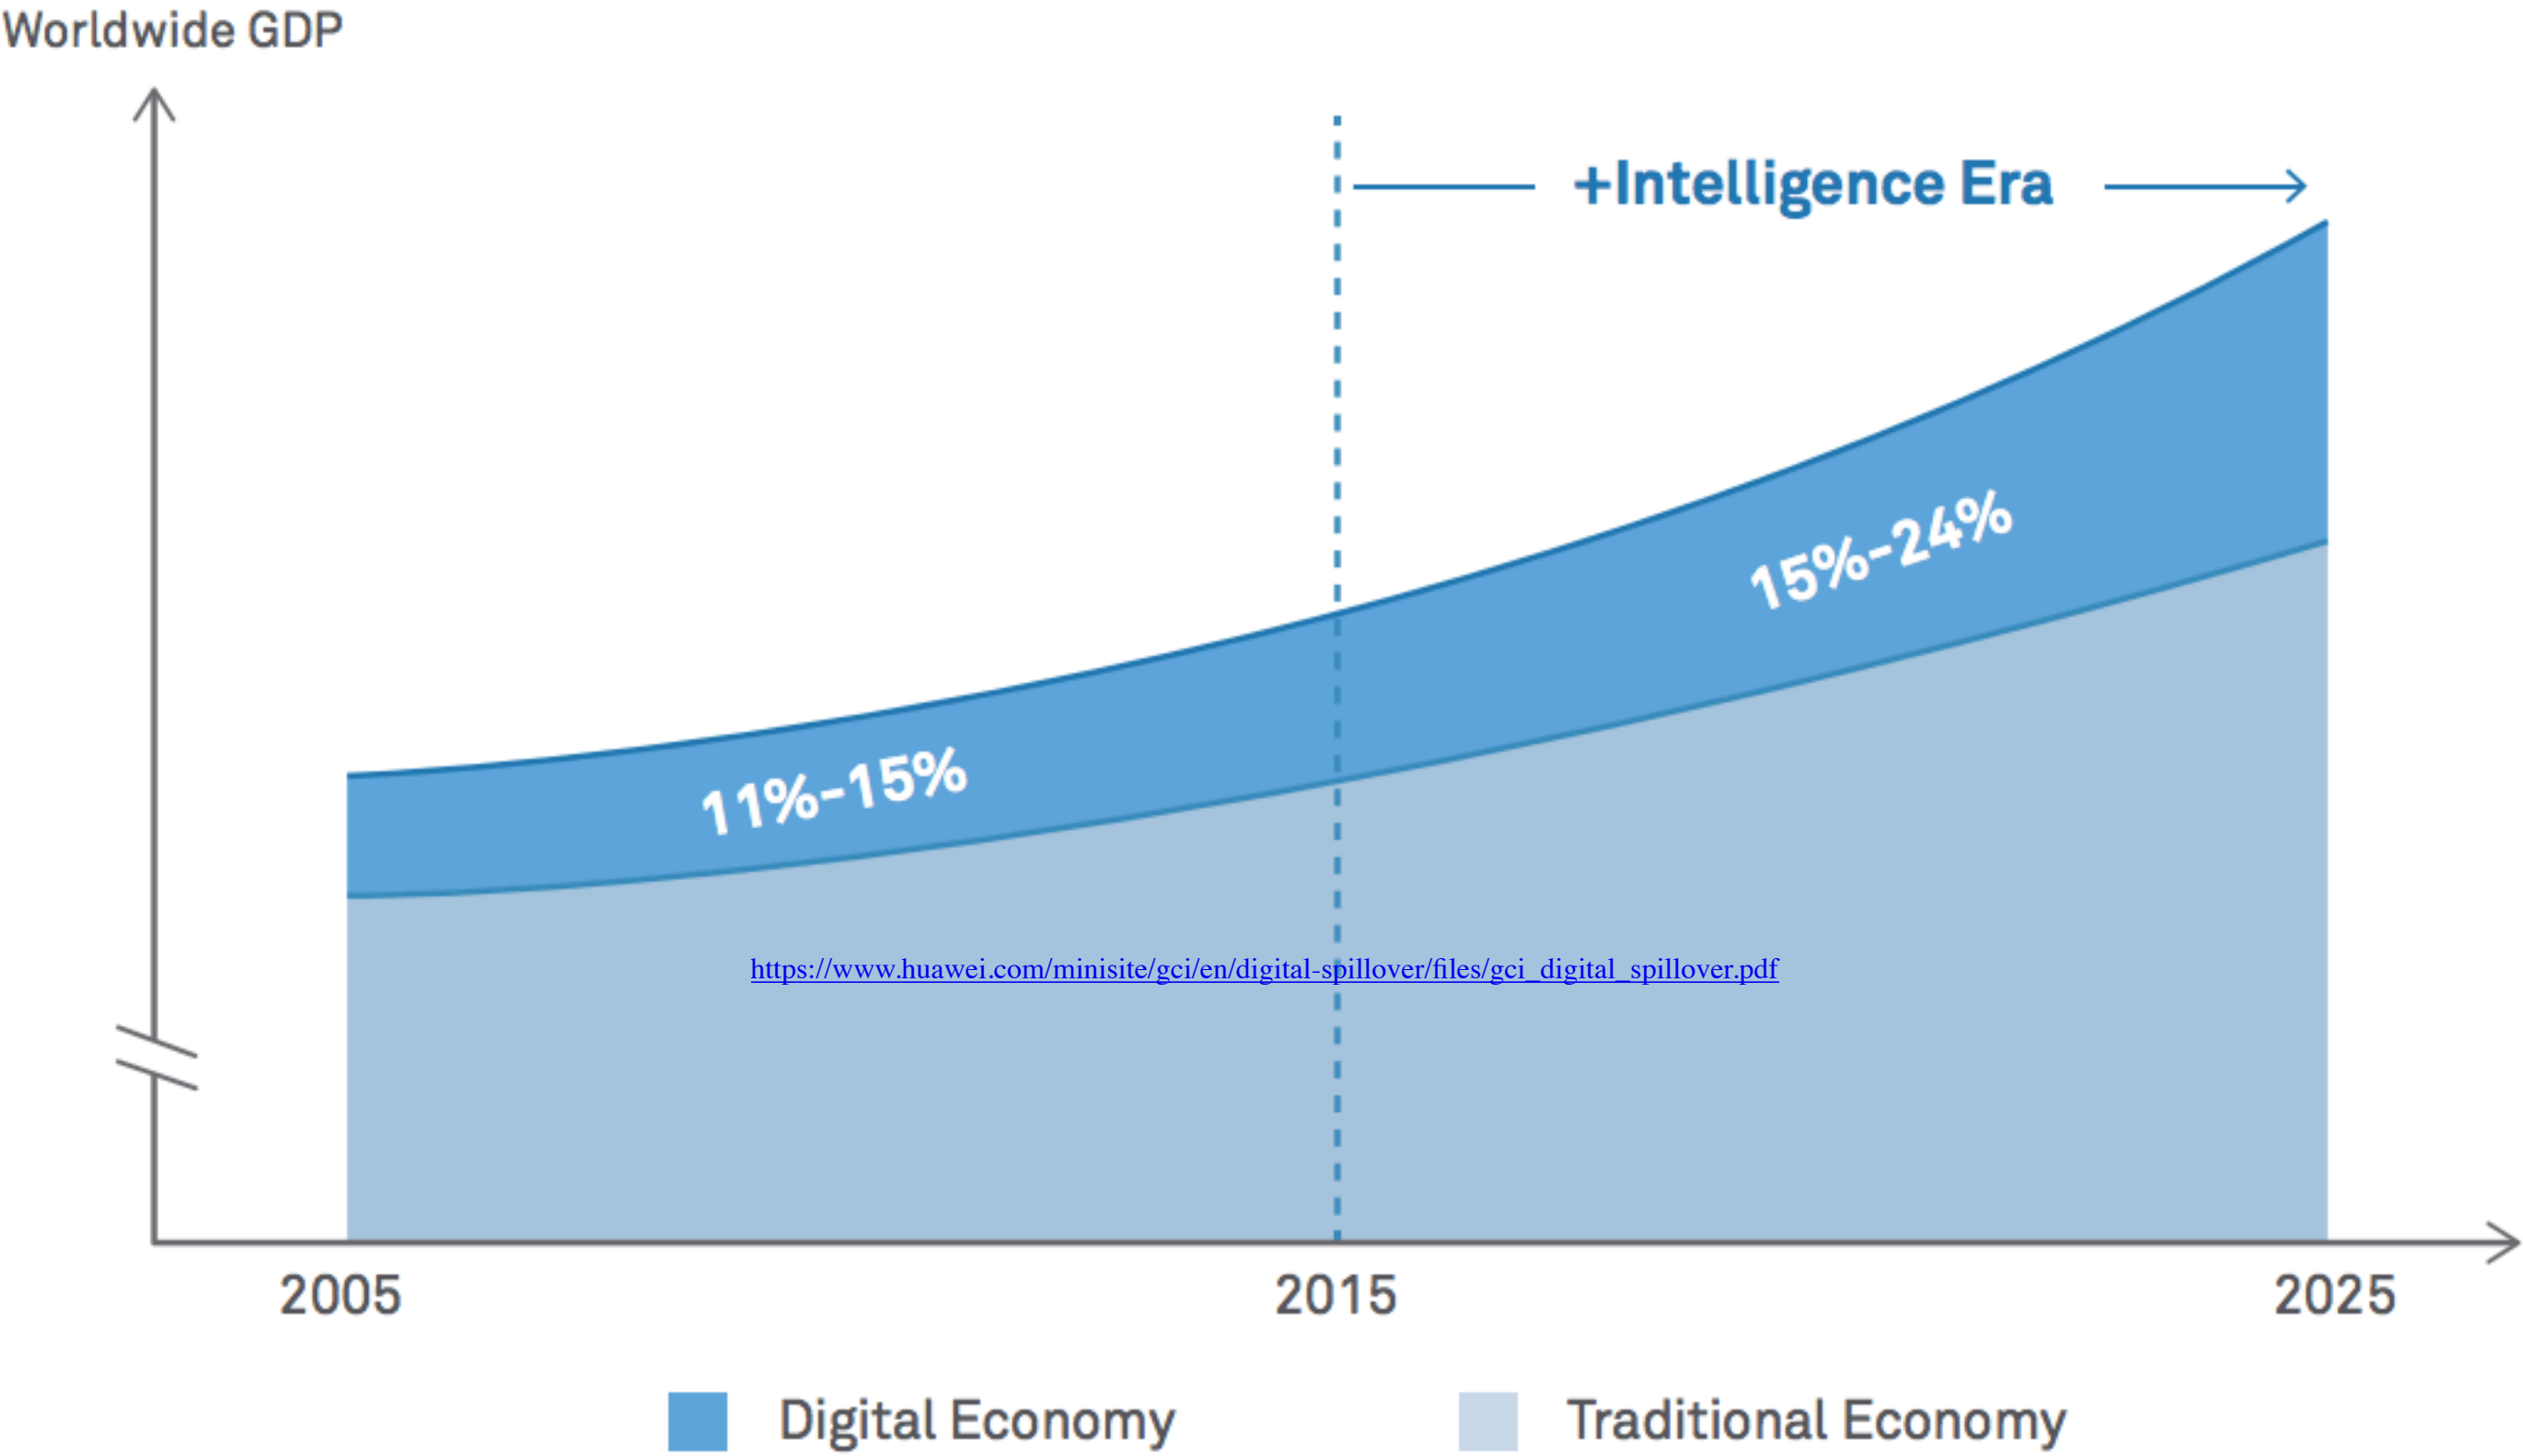 Worldwide GDP
+Intelligence Era
15%-24%
11%-15%
https://www.huawei.com/minisite/gci/en/digital-spillover/files/gci_digital_spillover.pdf
2005
2015
2025
Digital Economy
Traditional Economy